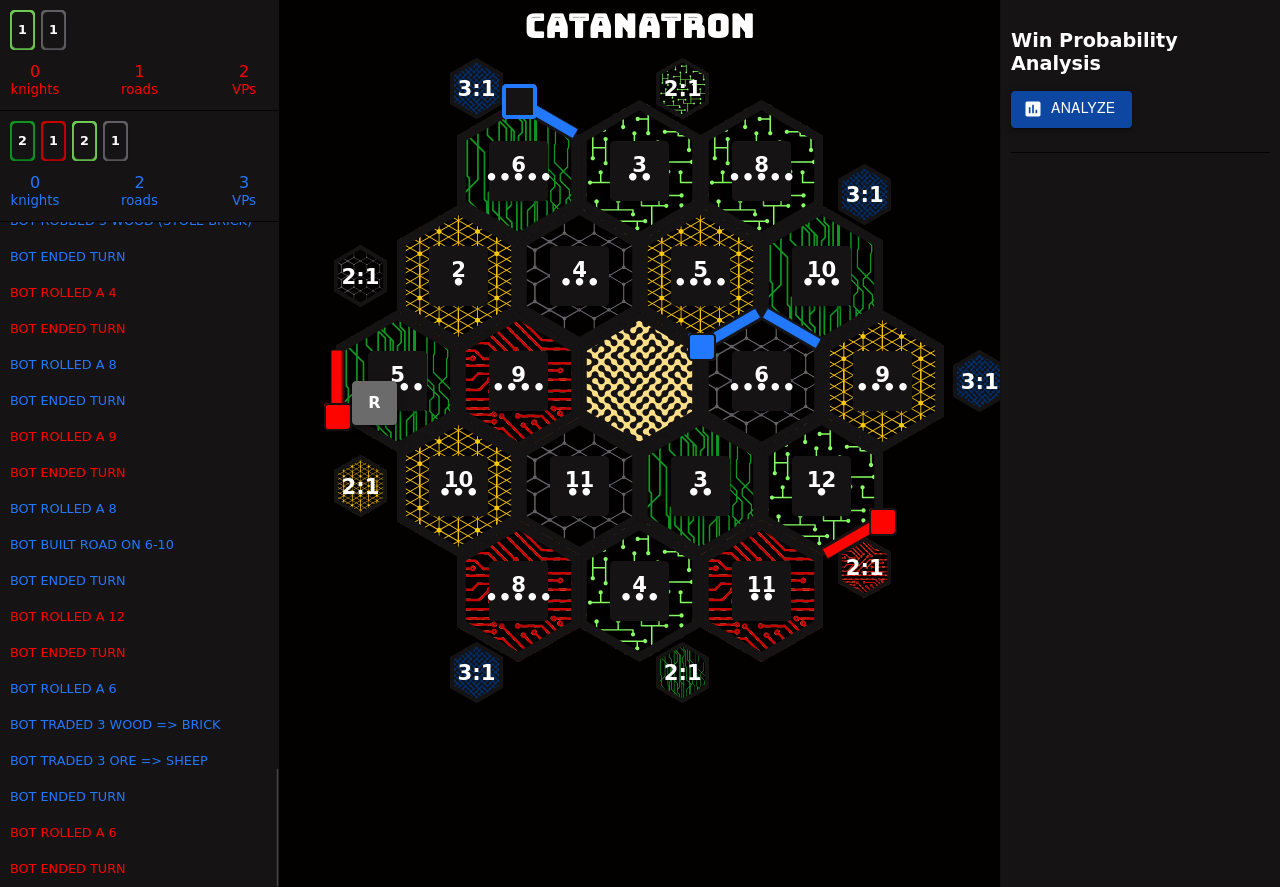 CATANATRON
1 1
0 1 2
knights roads VPs
2 1 2 1
0 2 3
knights roads VPs
BOT ROBBED 3 WOOD (STOLE BRICK)
BOT ENDED TURN
BOT ROLLED A 4
BOT ENDED TURN
BOT ROLLED A 8
BOT ENDED TURN
BOT ROLLED A 9
BOT ENDED TURN
BOT ROLLED A 8
BOT BUILT ROAD ON 6-10
BOT ENDED TURN
BOT ROLLED A 12
BOT ENDED TURN
BOT ROLLED A 6
BOT TRADED 3 WOOD => BRICK
BOT TRADED 3 ORE => SHEEP
BOT ENDED TURN
BOT ROLLED A 6
BOT ENDED TURN
3:1 2:1
6 3 8
3:1
2:1 2 4 5 10
5 9 6 9 3:1
R
2:1 10 11 3 12
2:1
8 4 11
3:1 2:1
Win Probability
Analysis
ANALYZE